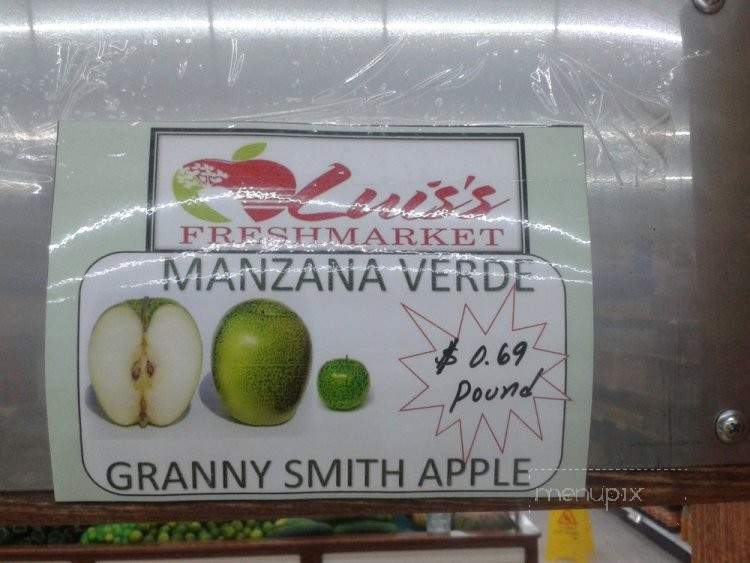 Luis's
FRESHMARKET
MANZANA VERDE
$ 0.69
Pound
GRANNY SMITH APPLE
menupix